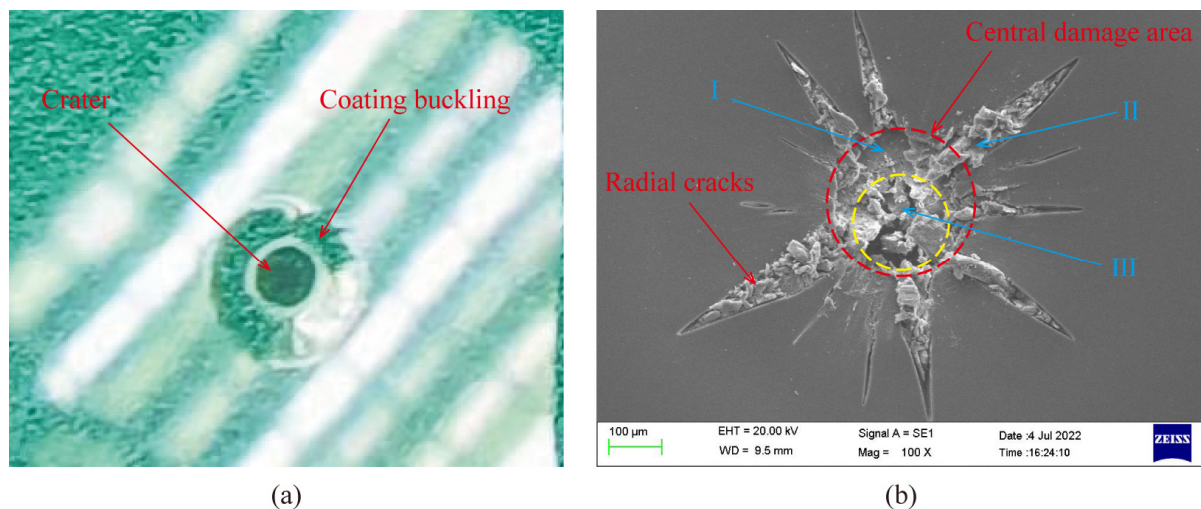 Crater
Coating buckling
Central damage area
I
II
Radial cracks
III
100 μm
EHT = 20.00 kV
WD = 9.5 mm
Signal A = SE1
Mag = 100 X
Date :4 Jul 2022
Time :16:24:10
ZEISS
(a)
(b)